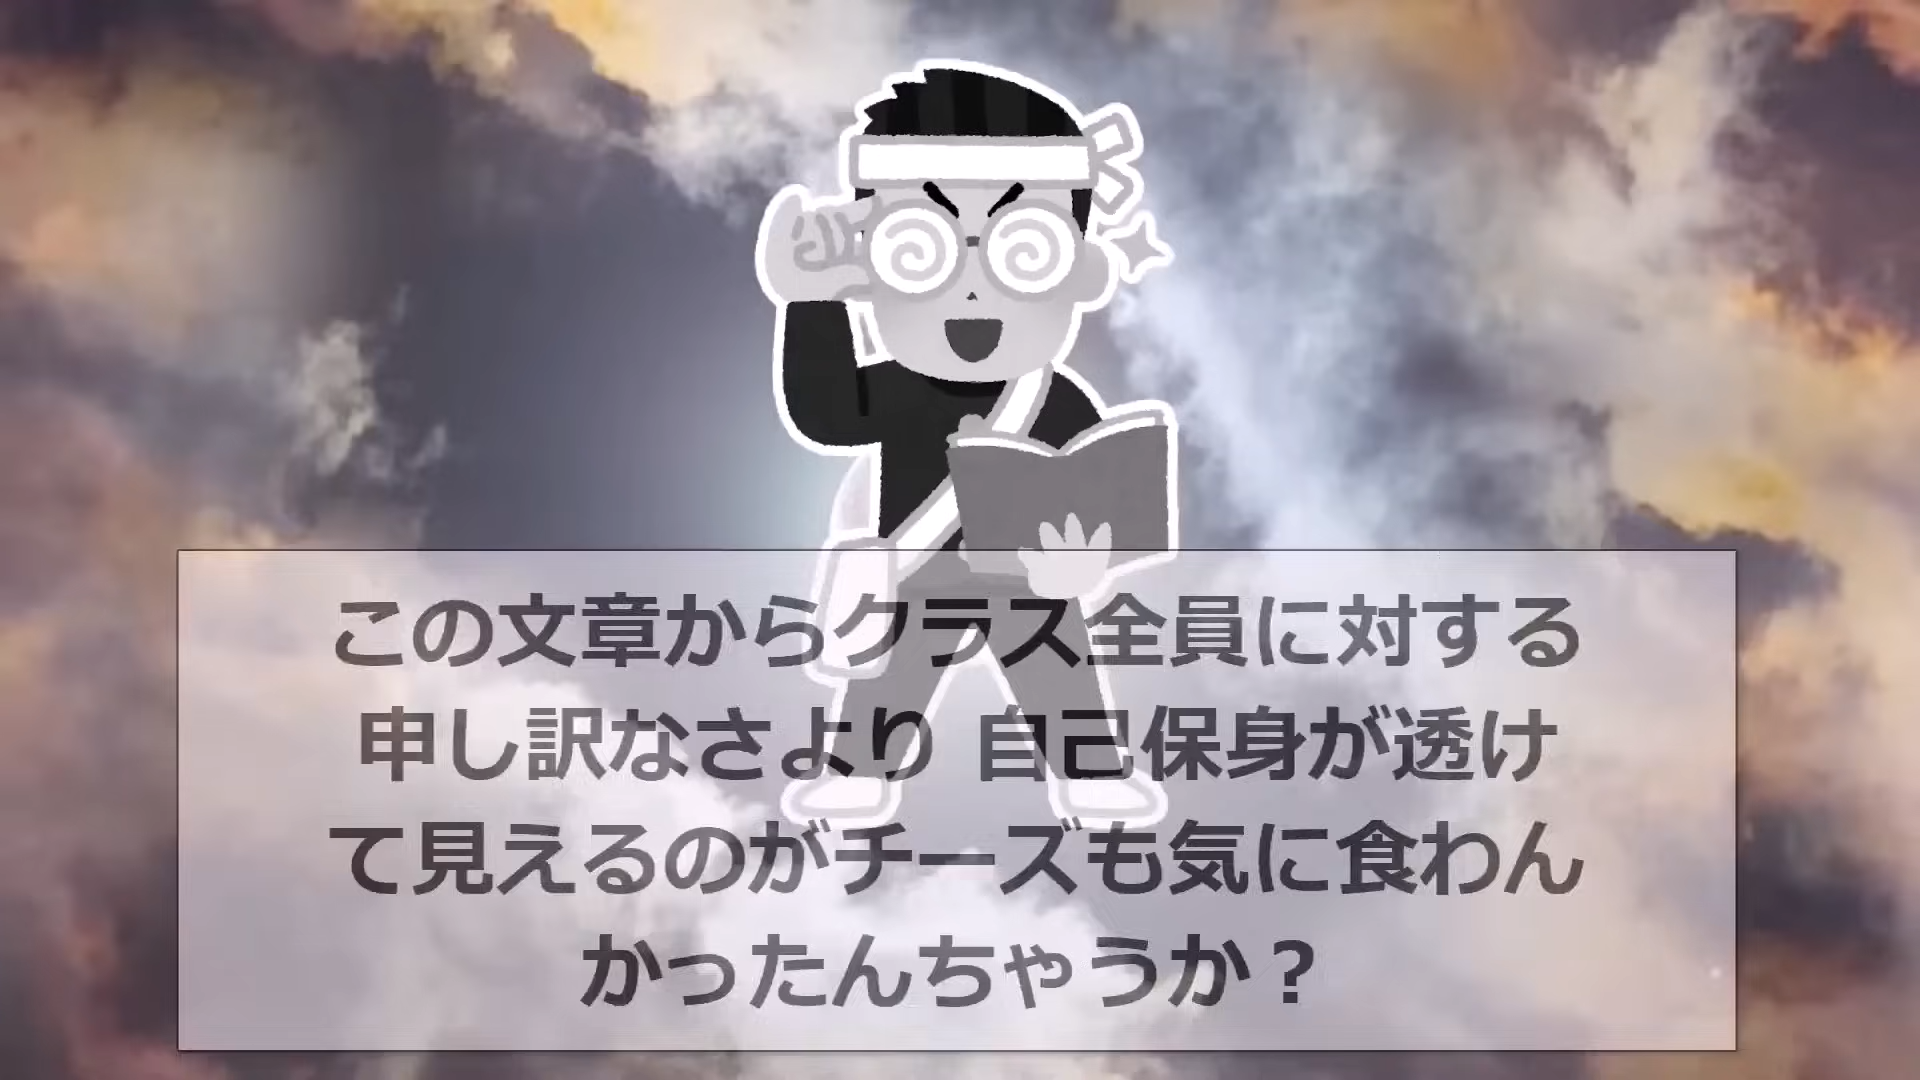 この文章からクラス全員に対する
申し訳なさより 自己保身が透け
て見えるのがチーズも気に食わん
かったんちゃうか？